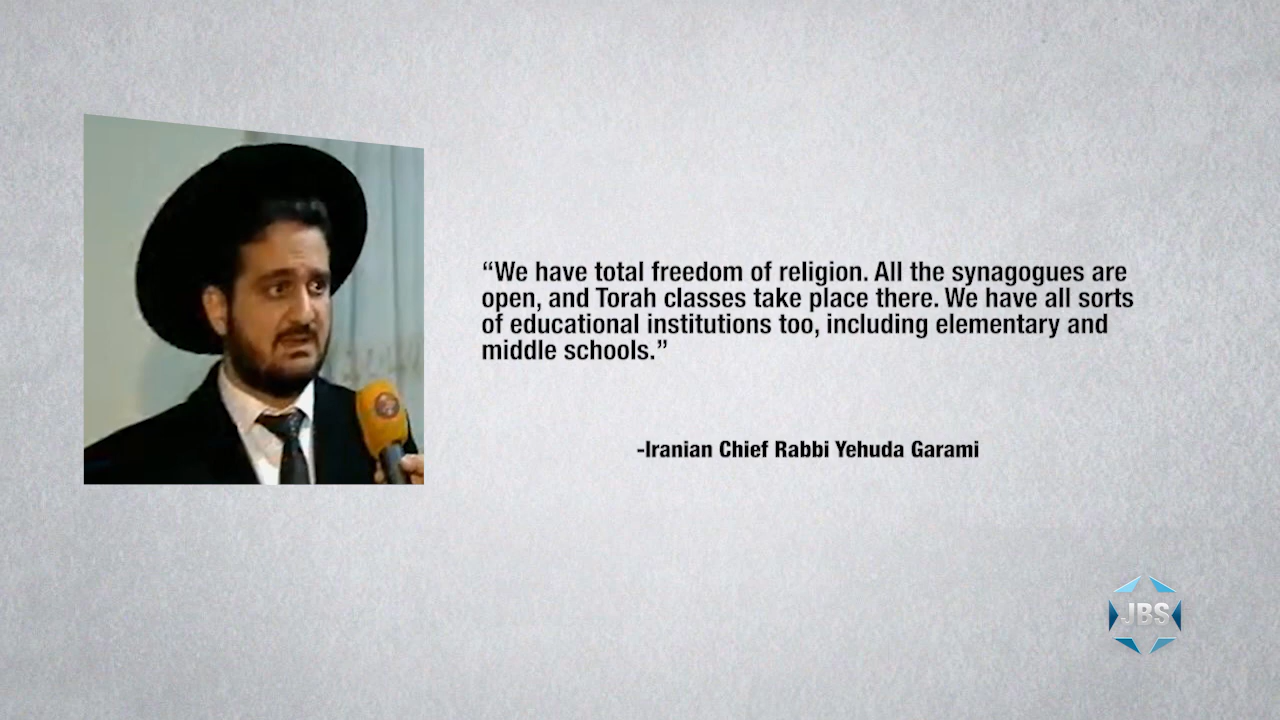 “We have total freedom of religion. All the synagogues are
open, and Torah classes take place there. We have all sorts
of educational institutions too, including elementary and
middle schools.”
-Iranian Chief Rabbi Yehuda Garami
JBS